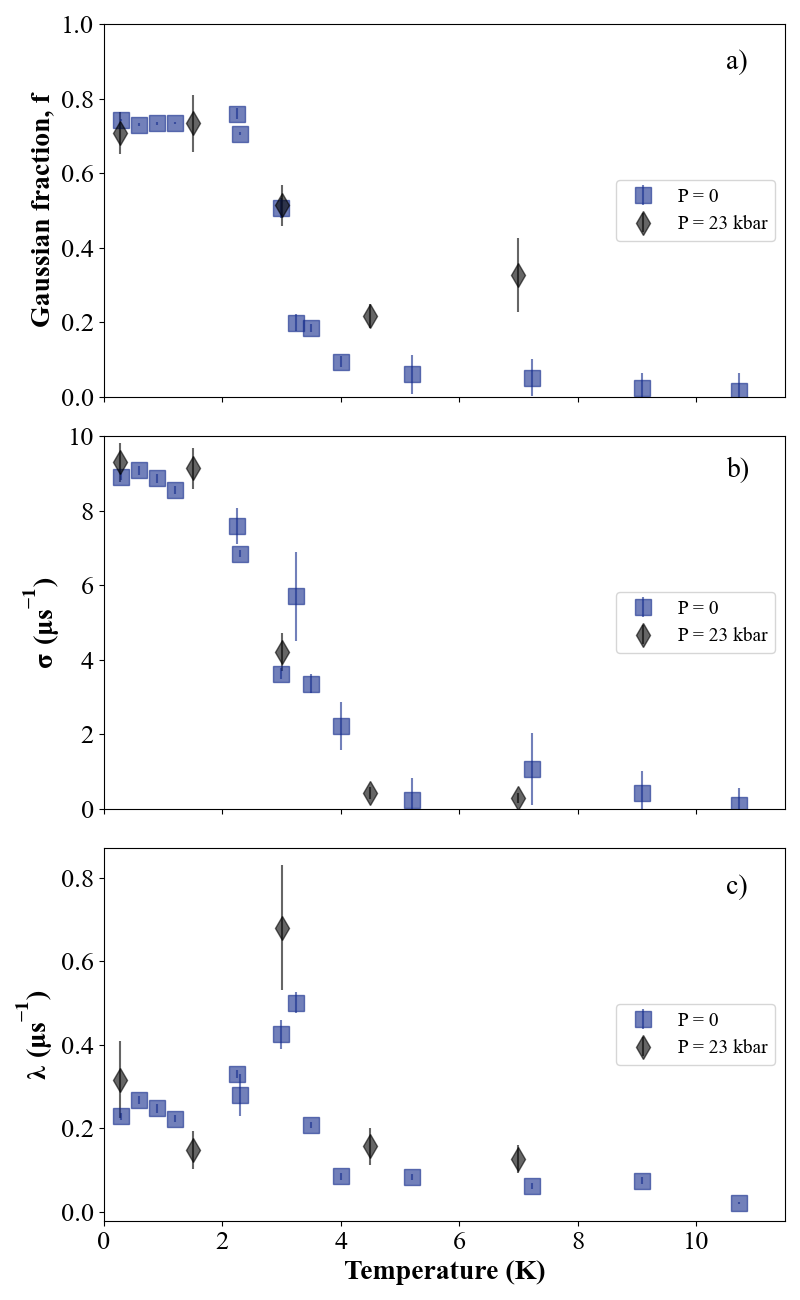 1.0
a)
0.8
0.6
0.4
0.2
0.0
Gaussian fraction, f
P = 0
P = 23 kbar
10
b)
8
6
4
2
0
σ (μs⁻¹)
P = 0
P = 23 kbar
c)
0.8
0.6
0.4
0.2
0.0
λ (μs⁻¹)
P = 0
P = 23 kbar
0 2 4 6 8 10
Temperature (K)